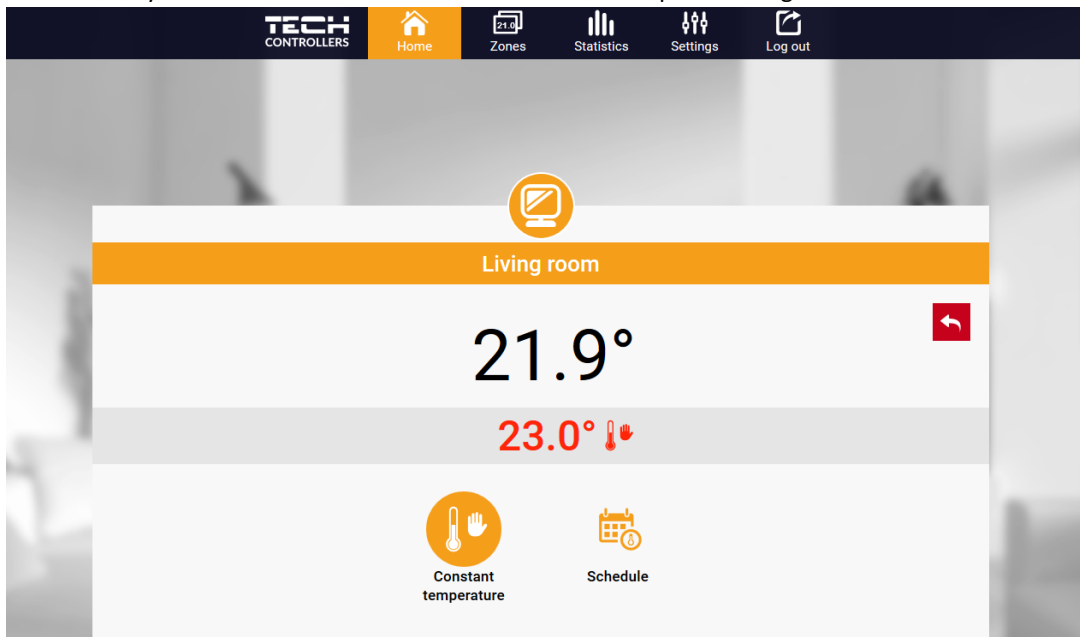 TECH
CONTROLLERS
Home
21.0
Zones
Statistics
Settings
Log out
Living room
21.9°
23.0°
Constant
temperature
Schedule